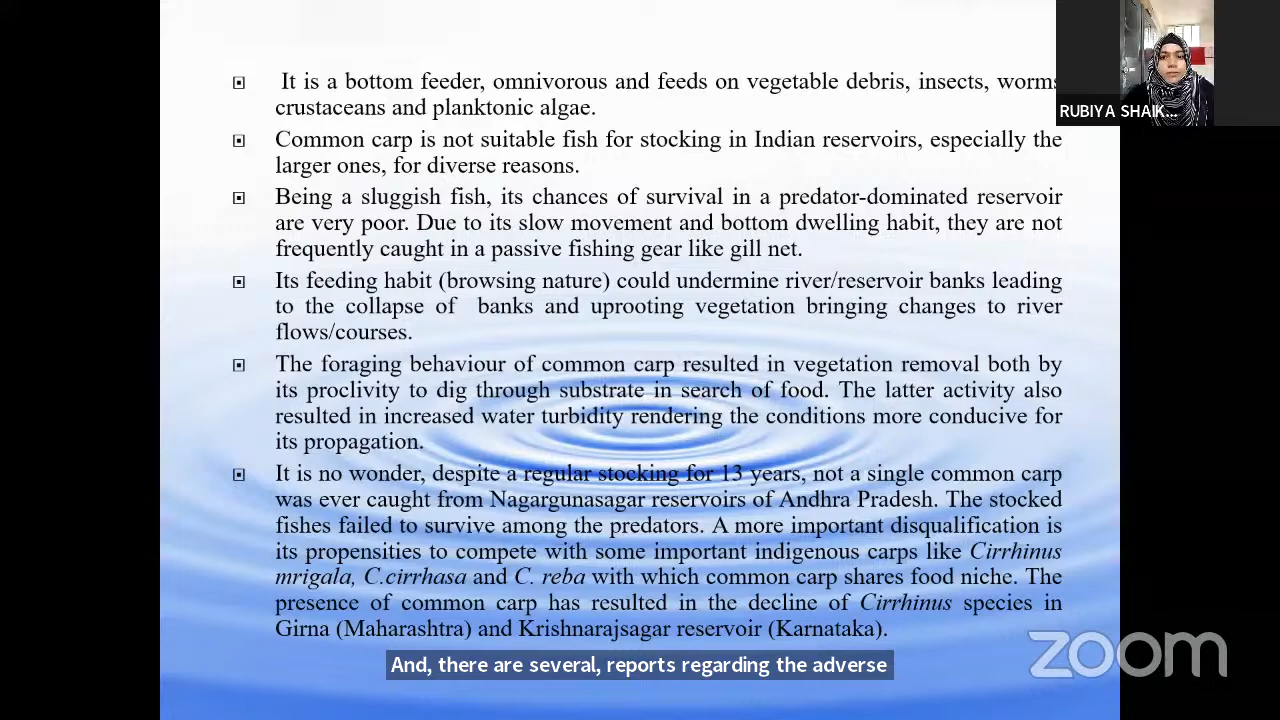 It is a bottom feeder, omnivorous and feeds on vegetable debris, insects, worms
crustaceans and planktonic algae.
Common carp is not suitable fish for stocking in Indian reservoirs, especially the
larger ones, for diverse reasons.
Being a sluggish fish, its chances of survival in a predator-dominated reservoir
are very poor. Due to its slow movement and bottom dwelling habit, they are not
frequently caught in a passive fishing gear like gill net.
Its feeding habit (browsing nature) could undermine river/reservoir banks leading
to the collapse of banks and uprooting vegetation bringing changes to river
flows/courses.
The foraging behaviour of common carp resulted in vegetation removal both by
its proclivity to dig through substrate in search of food. The latter activity also
resulted in increased water turbidity rendering the conditions more conducive for
its propagation.
It is no wonder, despite a regular stocking for 13 years, not a single common carp
was ever caught from Nagargunasagar reservoirs of Andhra Pradesh. The stocked
fishes failed to survive among the predators. A more important disqualification is
its propensities to compete with some important indigenous carps like Cirrhinus
mrigala, C.cirrhasa and C. reba with which common carp shares food niche. The
presence of common carp has resulted in the decline of Cirrhinus species in
Girna (Maharashtra) and Krishnarajsagar reservoir (Karnataka).
And, there are several, reports regarding the adverse
RUBIYA SHAIK...
zoom